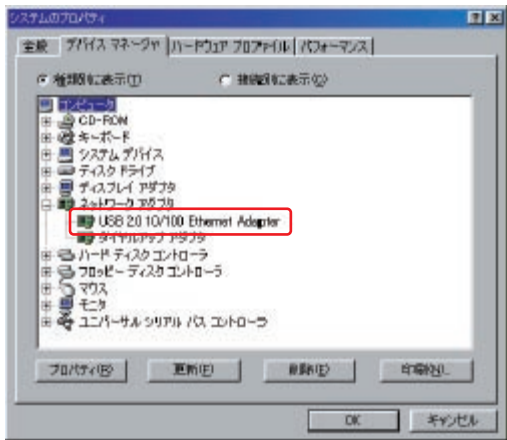 システムのプロパティ
全般 デバイス マネージャ ハードウェア プロファイル パフォーマンス
種類別に表示(T) 接続別に表示(C)
コンピュータ
CD-ROM
キーボード
システム デバイス
ディスク ドライブ
ディスプレイ アダプタ
ネットワーク アダプタ
USB 2.0 10/100 Ethernet Adapter
ダイヤルアップ アダプタ
ハード ディスク コントローラ
フロッピー ディスク コントローラ
マウス
モニタ
ユニバーサル シリアル バス コントローラ
プロパティ(R) 更新(F) 削除(E) 印刷(N)...
OK キャンセル